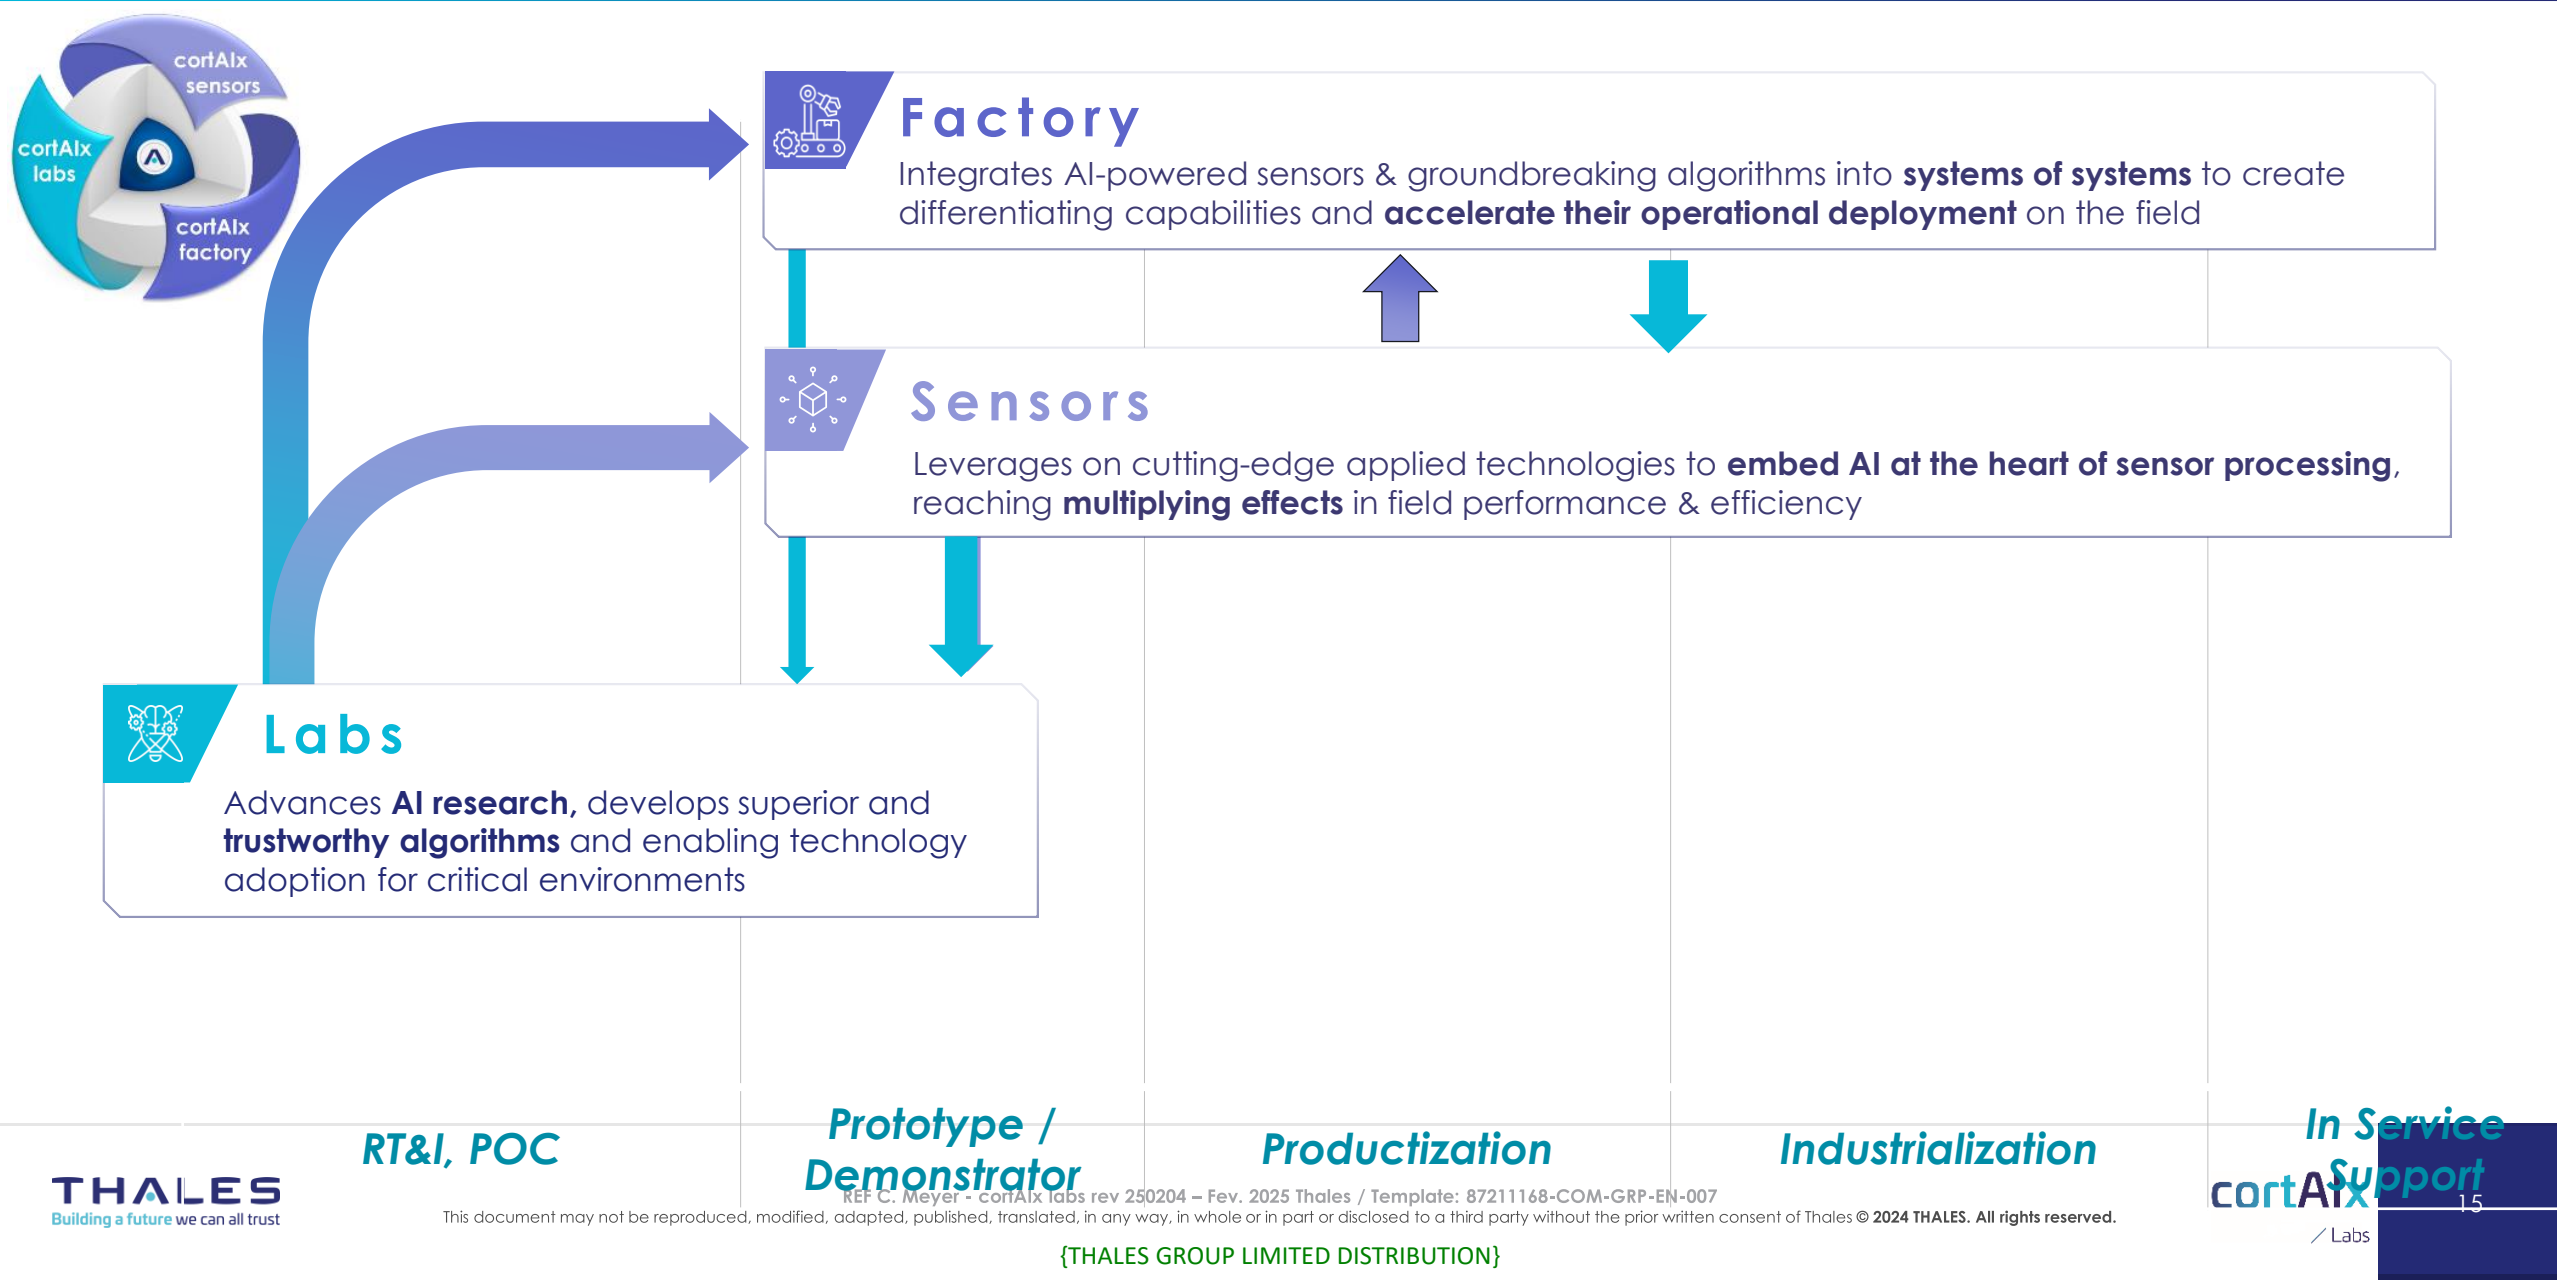 cortAIx
sensors
cortAIx
labs
cortAIx
factory
Factory
Integrates AI-powered sensors & groundbreaking algorithms into systems of systems to create
differentiating capabilities and accelerate their operational deployment on the field
Sensors
Leverages on cutting-edge applied technologies to embed AI at the heart of sensor processing,
reaching multiplying effects in field performance & efficiency
Labs
Advances AI research, develops superior and
trustworthy algorithms and enabling technology
adoption for critical environments
RT&I, POC
Prototype /
Demonstrator
Productization
Industrialization
In Service
Support
THALES
Building a future we can all trust
REF C. Meyer - cortAIx labs rev 250204 – Fev. 2025 Thales / Template: 87211168-COM-GRP-EN-007
This document may not be reproduced, modified, adapted, published, translated, in any way, in whole or in part or disclosed to a third party without the prior written consent of Thales © 2024 THALES. All rights reserved.
{THALES GROUP LIMITED DISTRIBUTION}
cortAIx
/ Labs
15